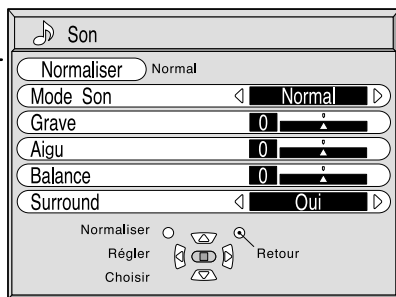 Son
Normaliser Normal
Mode Son Normal
Grave 0
Aigu 0
Balance 0
Surround Oui
Normaliser
Régler Retour
Choisir